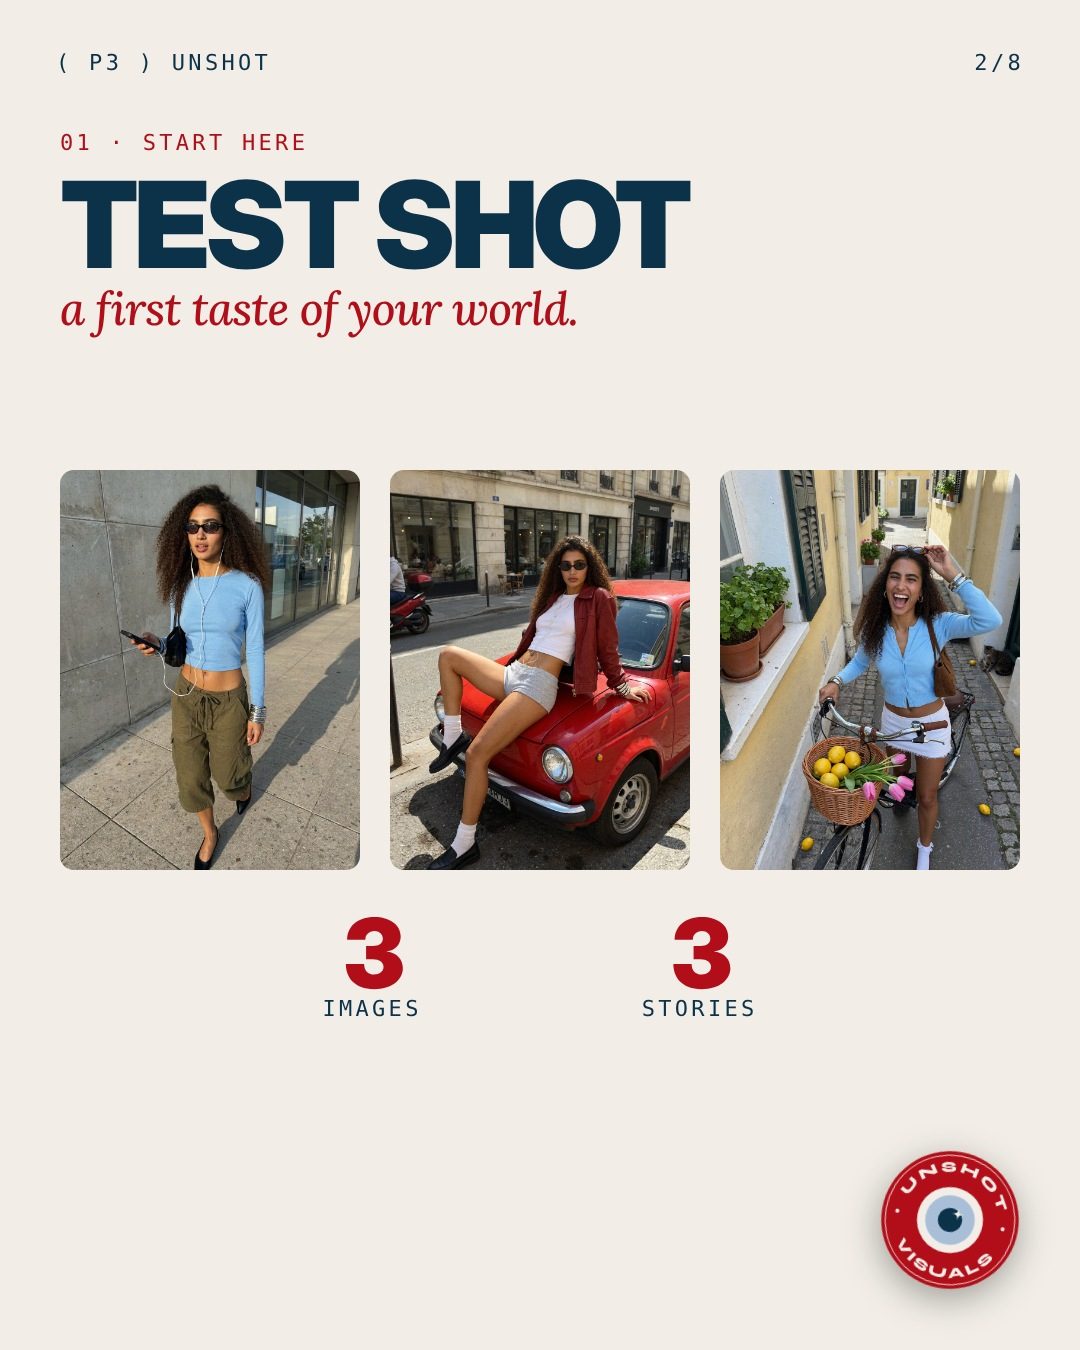 ( P3 ) UNSHOT
2/8
01 · START HERE
TEST SHOT
a first taste of your world.
3
IMAGES
3
STORIES
· UNSHOT ·
VISUALS